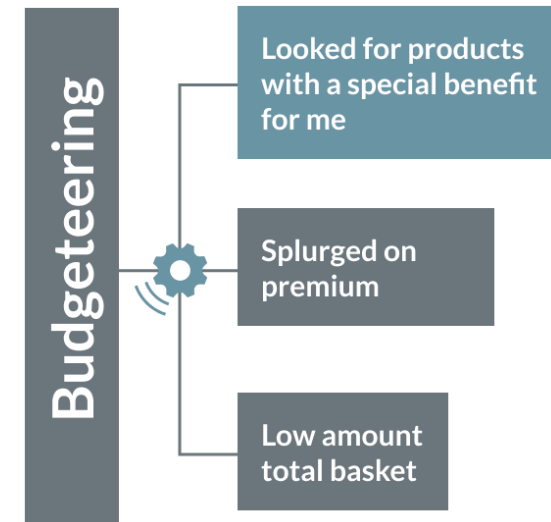 Budgeteering
Looked for products
with a special benefit
for me
Splurged on
premium
Low amount
total basket